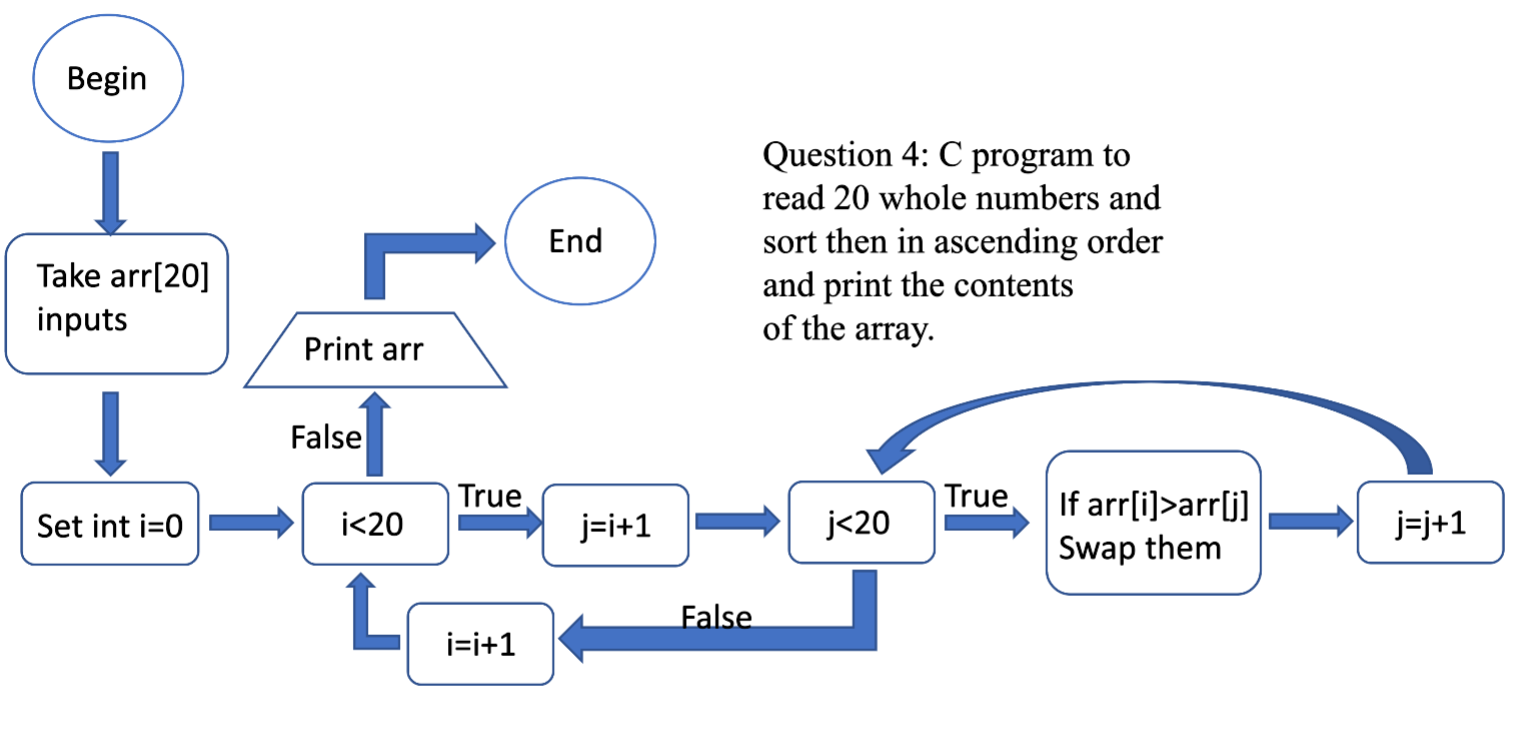 Begin
Take arr[20]
inputs
Set int i=0
End
Print arr
False
i<20
True
j=i+1
j<20
True
If arr[i]>arr[j]
Swap them
j=j+1
False
i=i+1
Question 4: C program to
read 20 whole numbers and
sort then in ascending order
and print the contents
of the array.